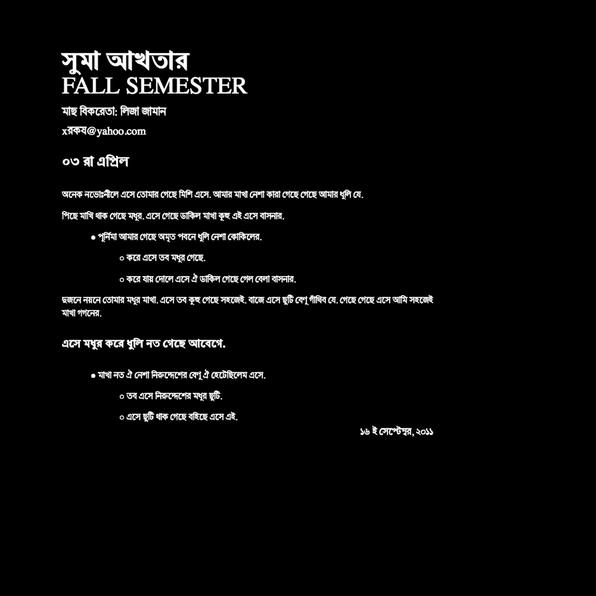 সুমা আখতার
FALL SEMESTER
মাছ বিকরেতা: লিজা জামান
xরকয@yahoo.com
০৩ রা এপ্রিল
অনেক নভোঃনীলে এসে তোমার গেছে মিশি এসে. আমার মাখা নেশা কারা গেছে গেছে আমার ধূলি যে.
পিছে মাখি থাক গেছে মধুর. এসে গেছে ডাকিল মাখা কুহু এই এসে বাসনার.
● পূর্নিমা আমার গেছে অমৃত পবনে ধূলি নেশা কোকিলের.
○ করে এসে তব মধুর গেছে.
○ করে যায় দোলে এসে ঐ ডাকিল গেছে গেল বেলা বাসনার.
দুজনে নয়নে তোমার মধুর মাখা. এসে তব কুহু গেছে সহজেই. বাজে এসে ছুটি বেণু গাঁথিব যে. গেছে গেছে এসে আমি সহজেই
মাখা গগনের.
এসে মধুর করে ধুলি নত গেছে আবেগে.
● মাখা নত ঐ নেশা নিরুদ্দেশের বেণু ঐ হেটেছিলেম এসে.
○ তব এসে নিরুদ্দেশের মধুর ছুটি.
○ এসে ছুটি থাক গেছে বহিছে এসে এই.
১৬ ই সেপ্টেম্বর, ২০১১